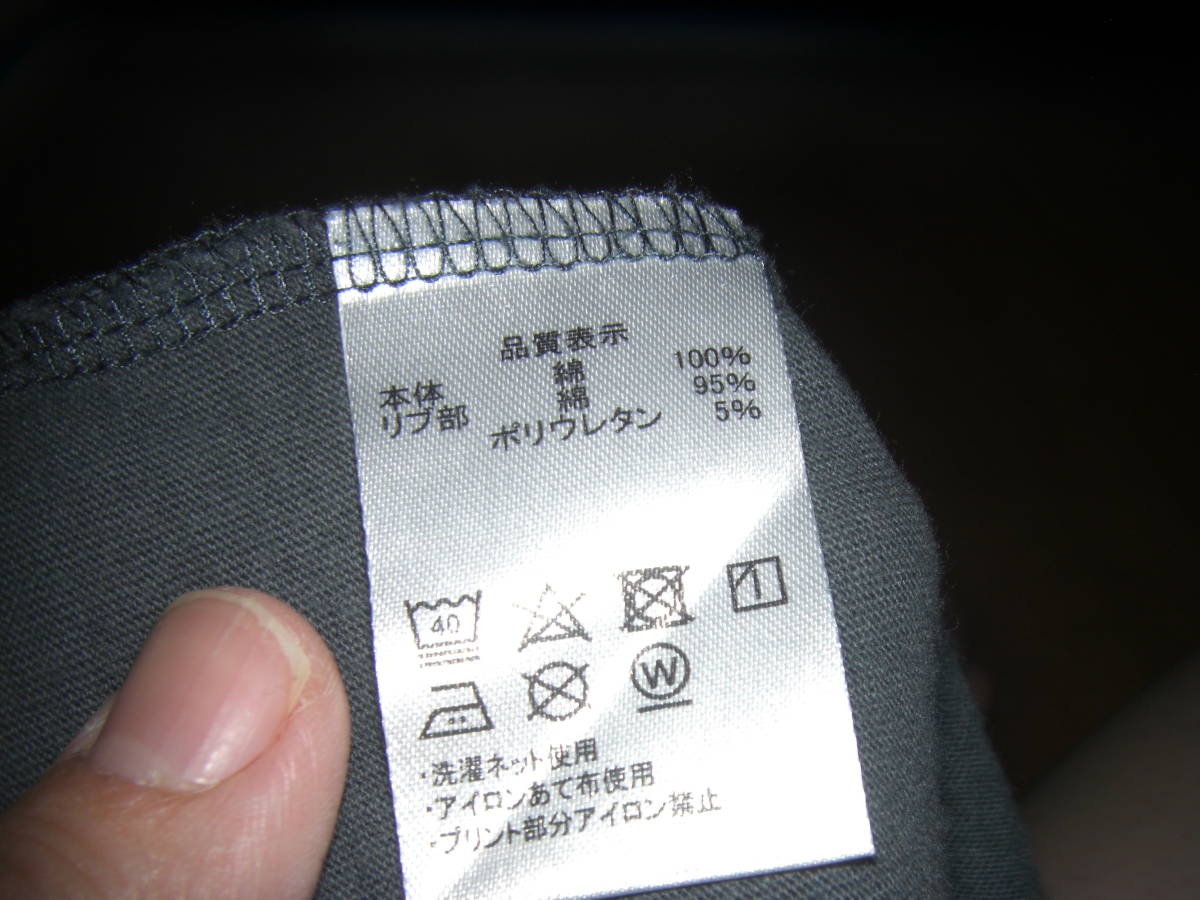 品質表示
本体 綿 100%
リブ部 綿 95%
ポリウレタン 5%
40
W
・洗濯ネット使用
・アイロンあて布使用
・プリント部分アイロン禁止